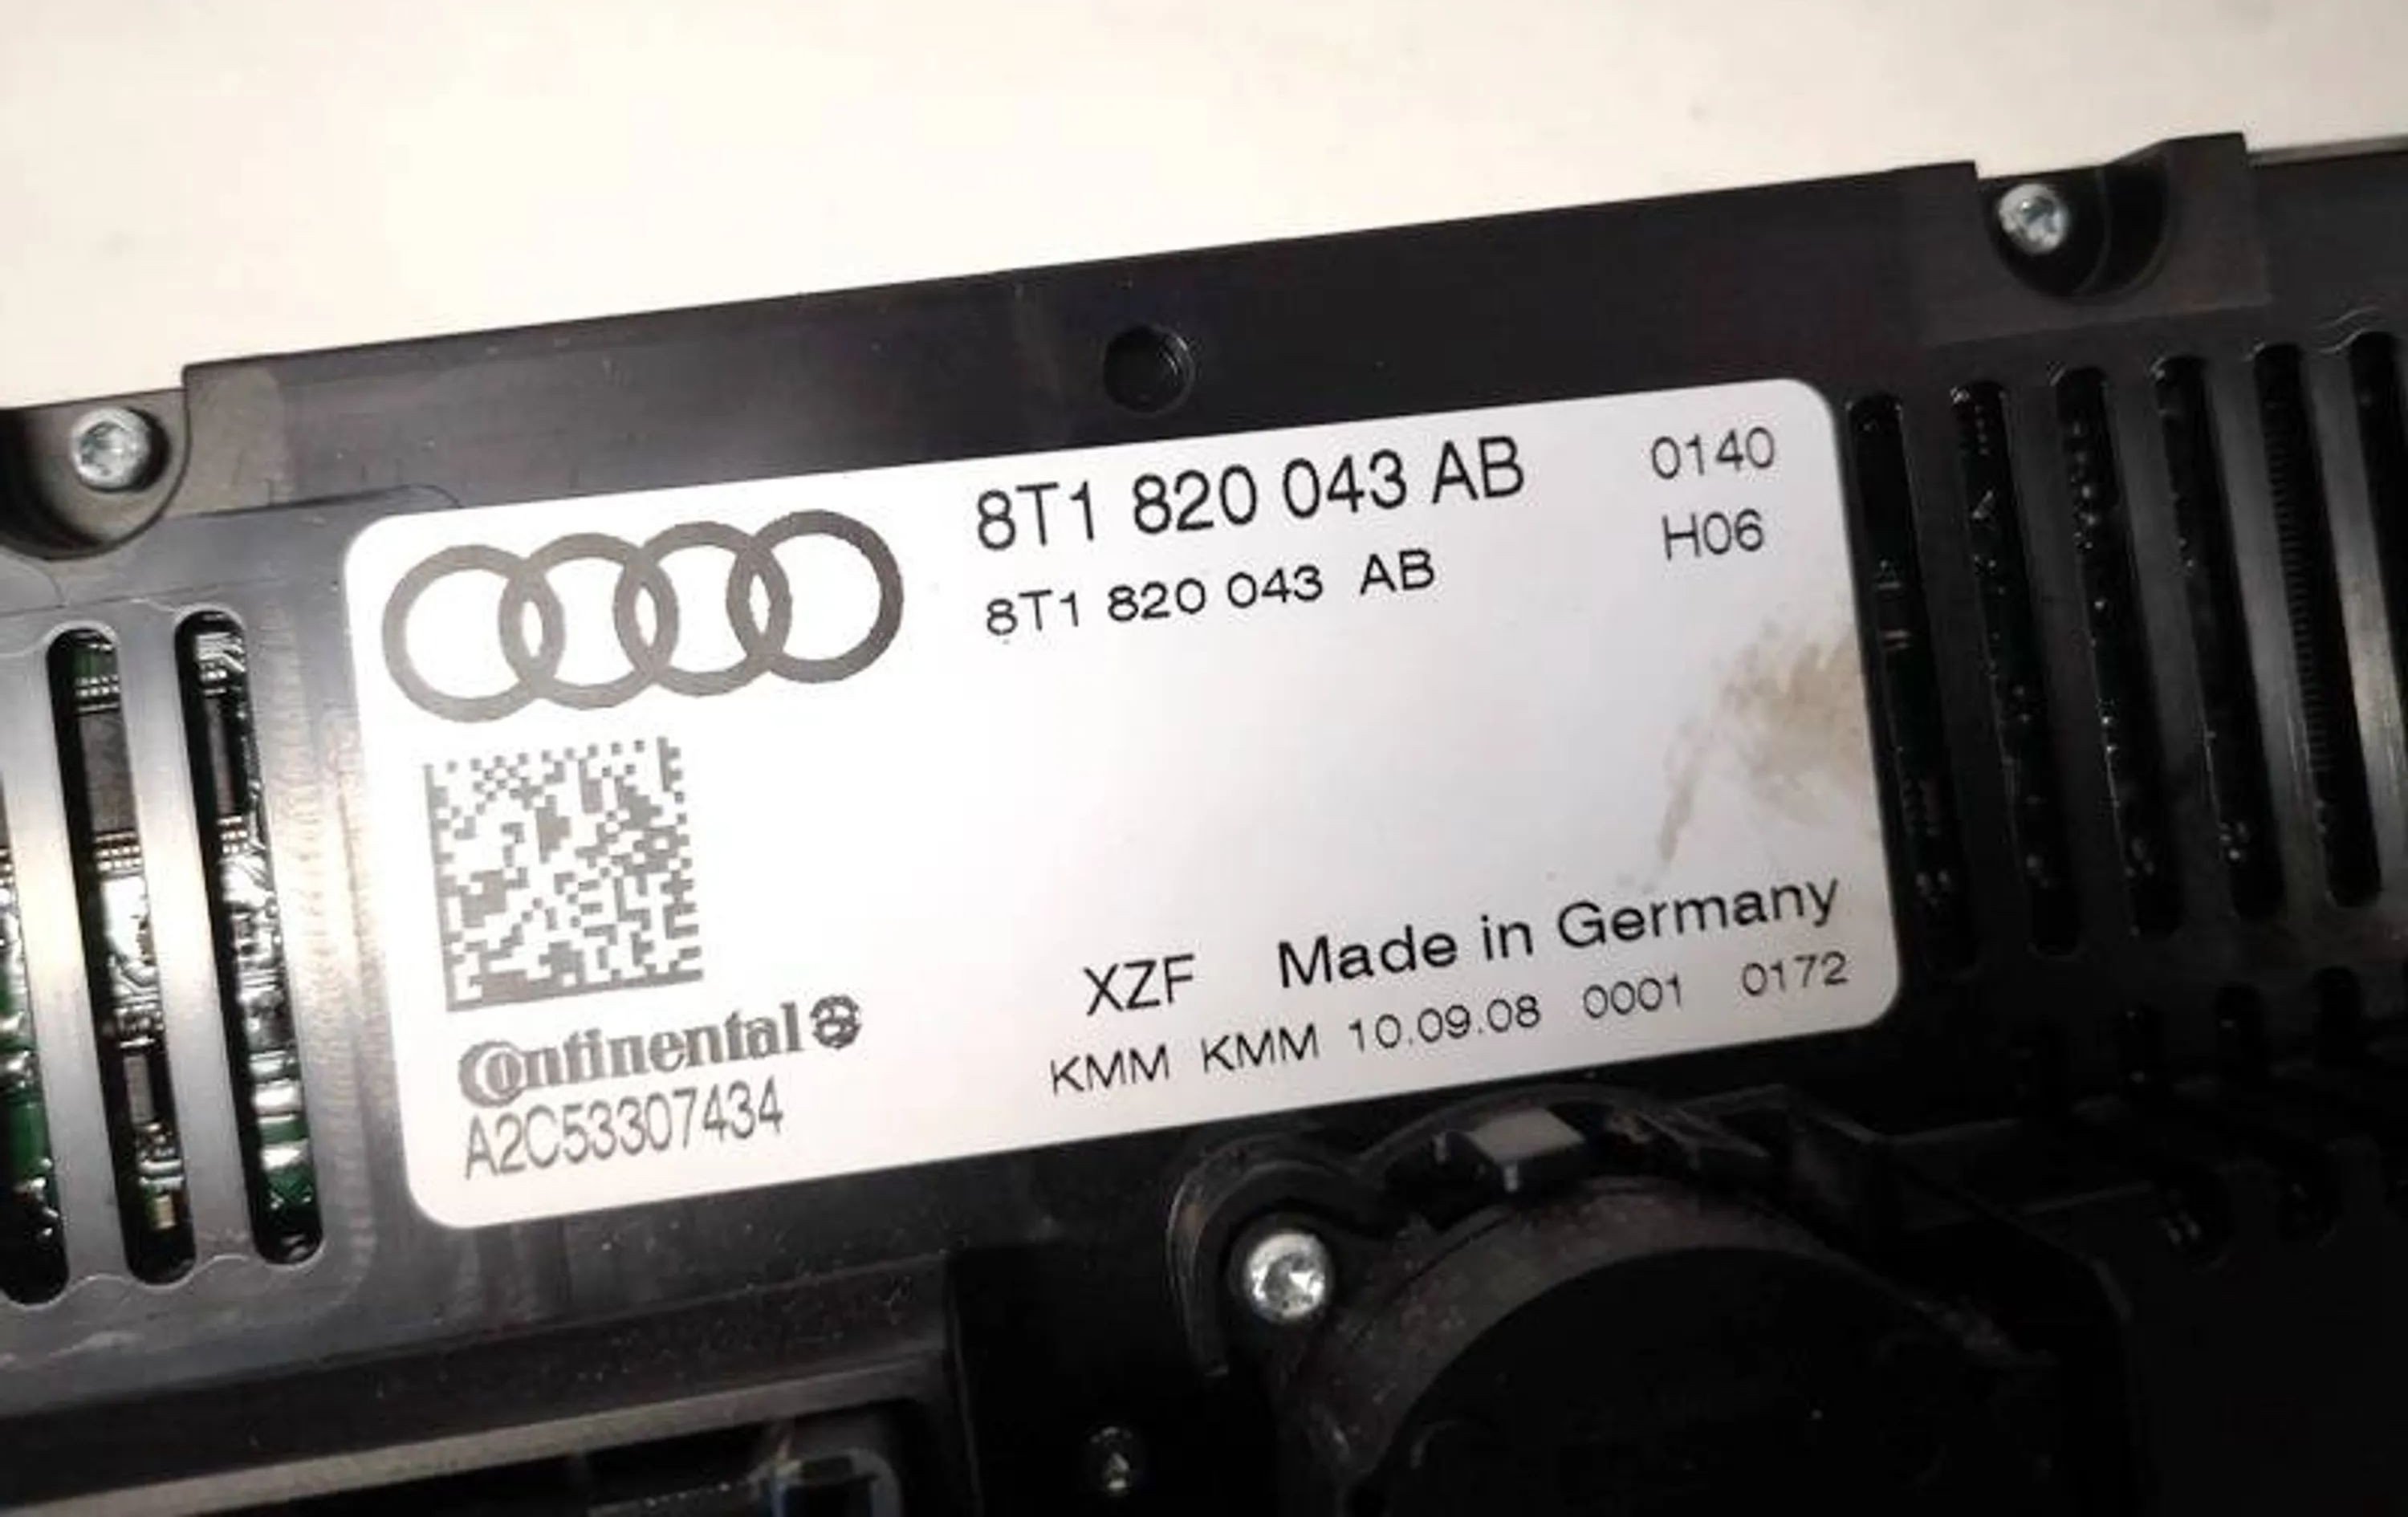 8T1 820 043 AB 0140
8T1 820 043 AB H06
Continental
A2C53307434
XZF Made in Germany
KMM KMM 10.09.08 0001 0172